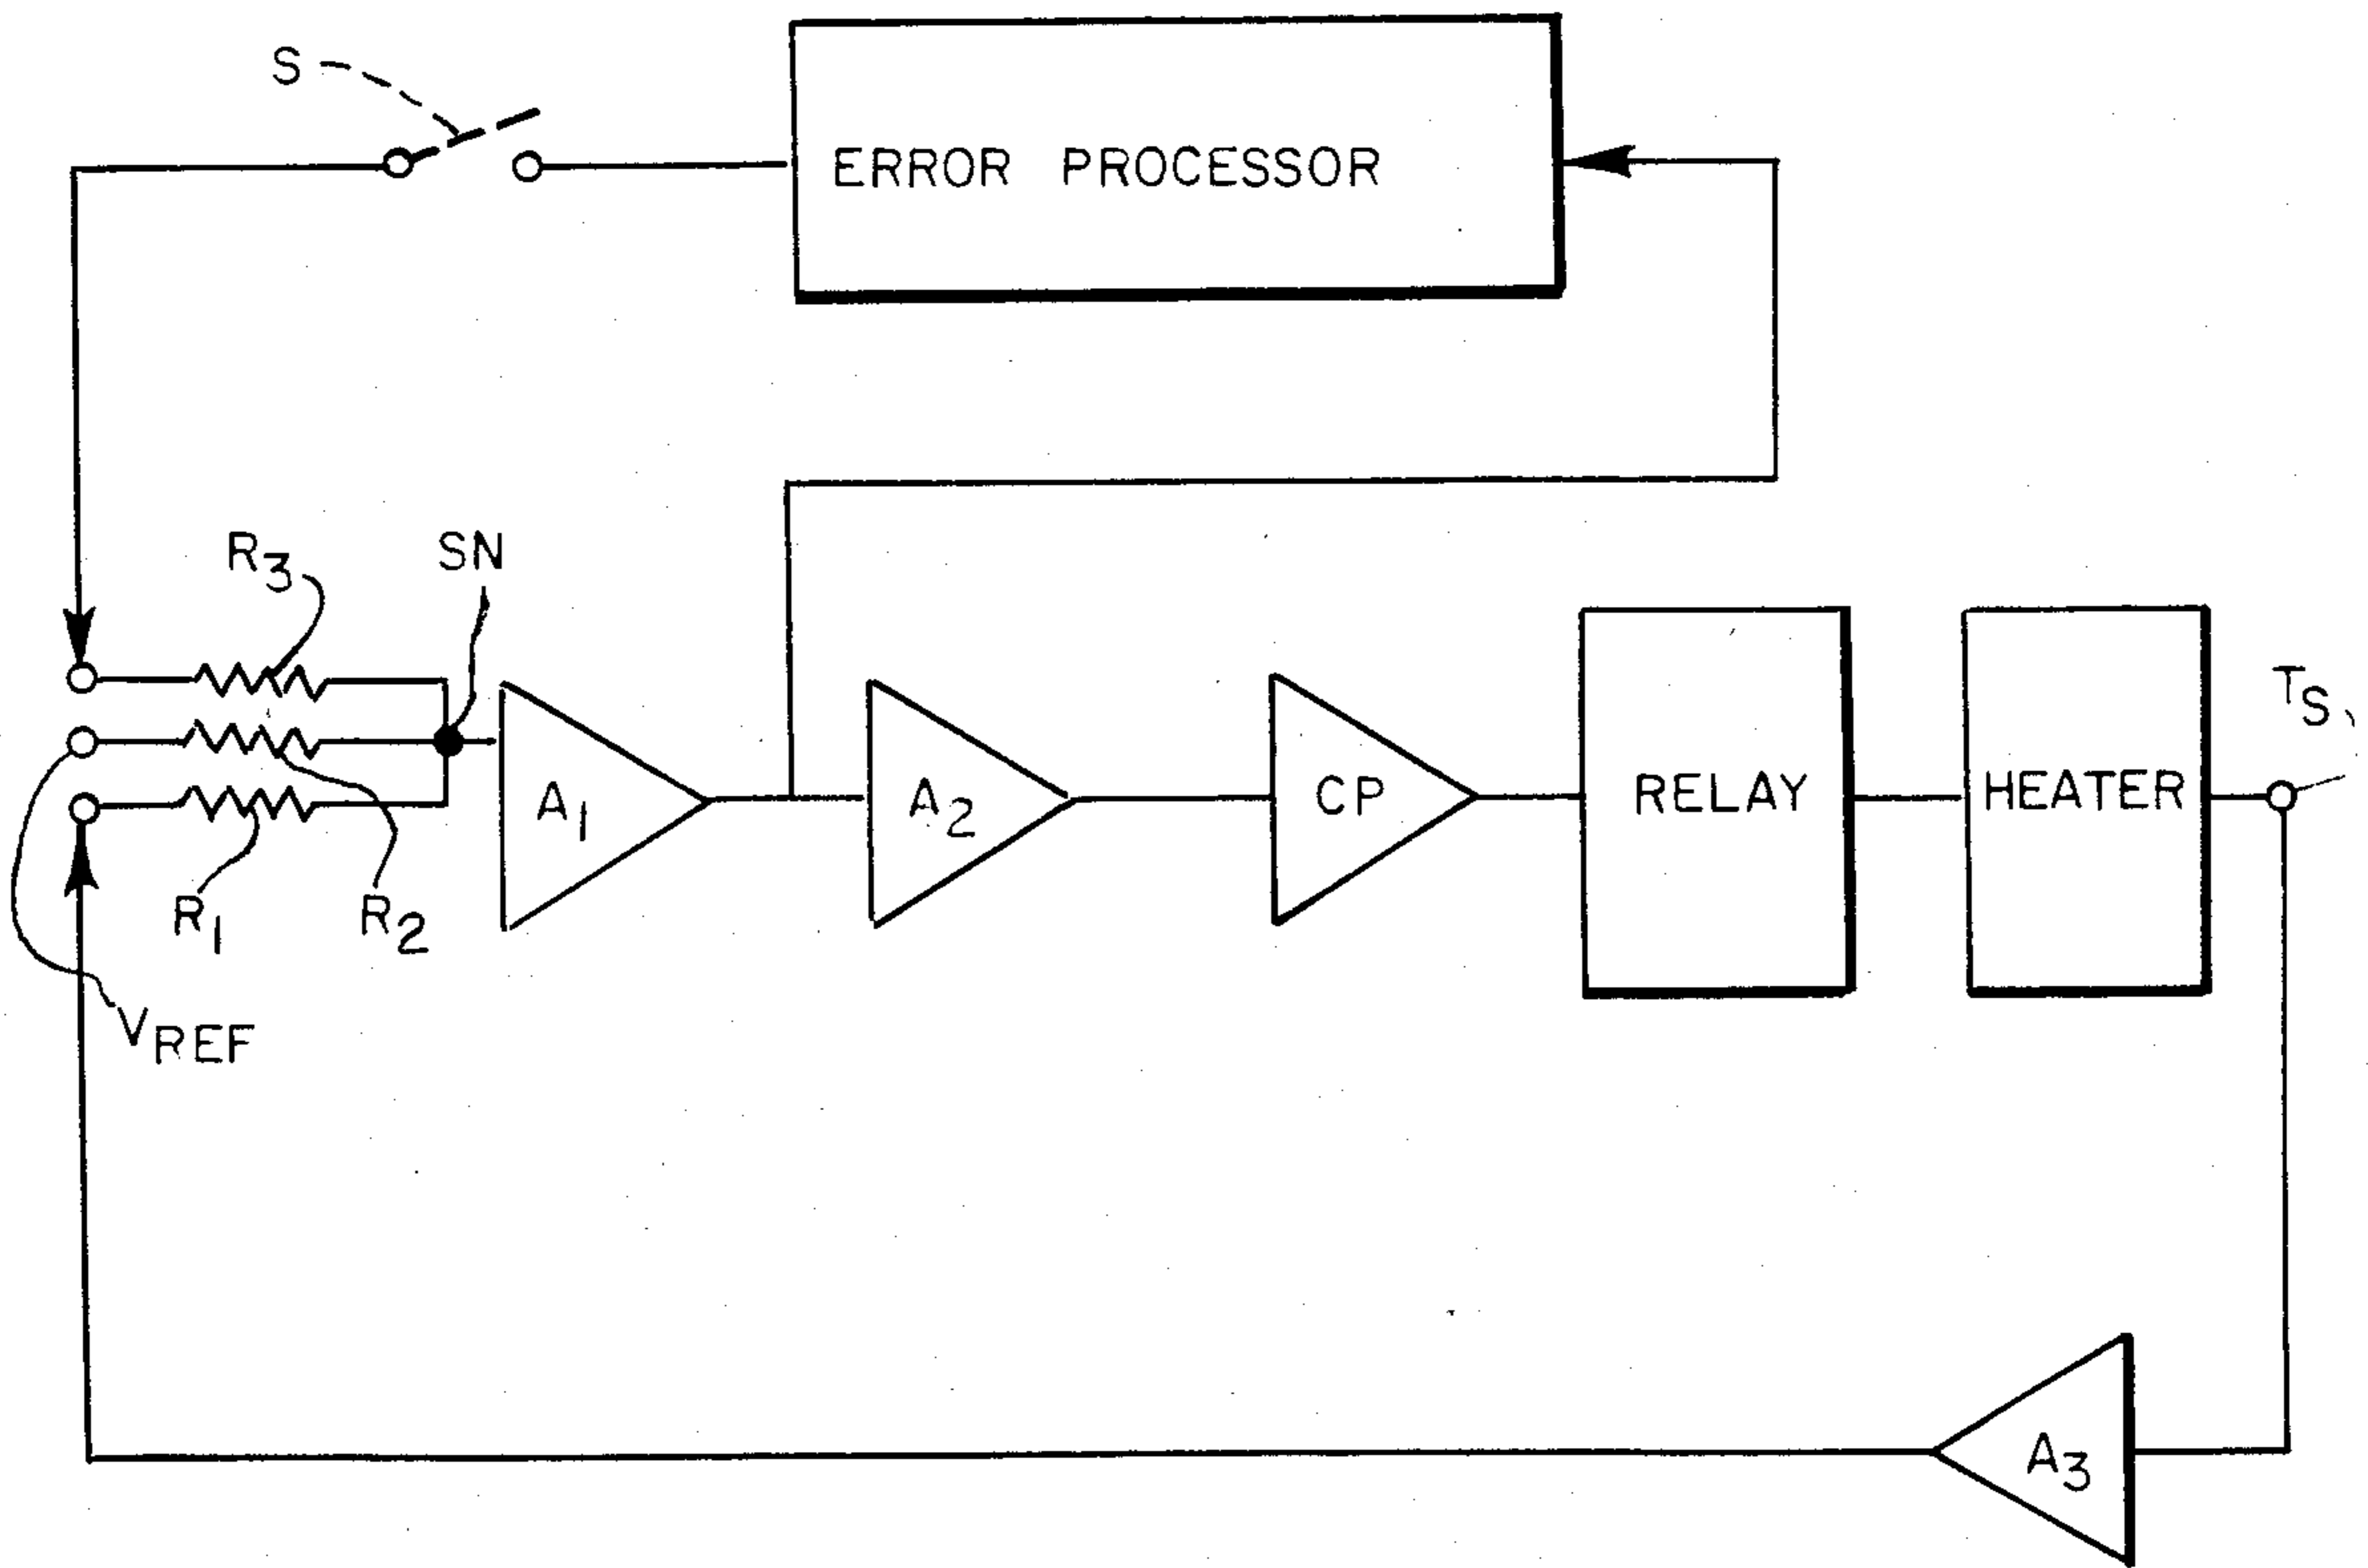 S
ERROR PROCESSOR
R3
SN
TS
A1
A2
CP
RELAY
HEATER
R1
R2
VREF
A3